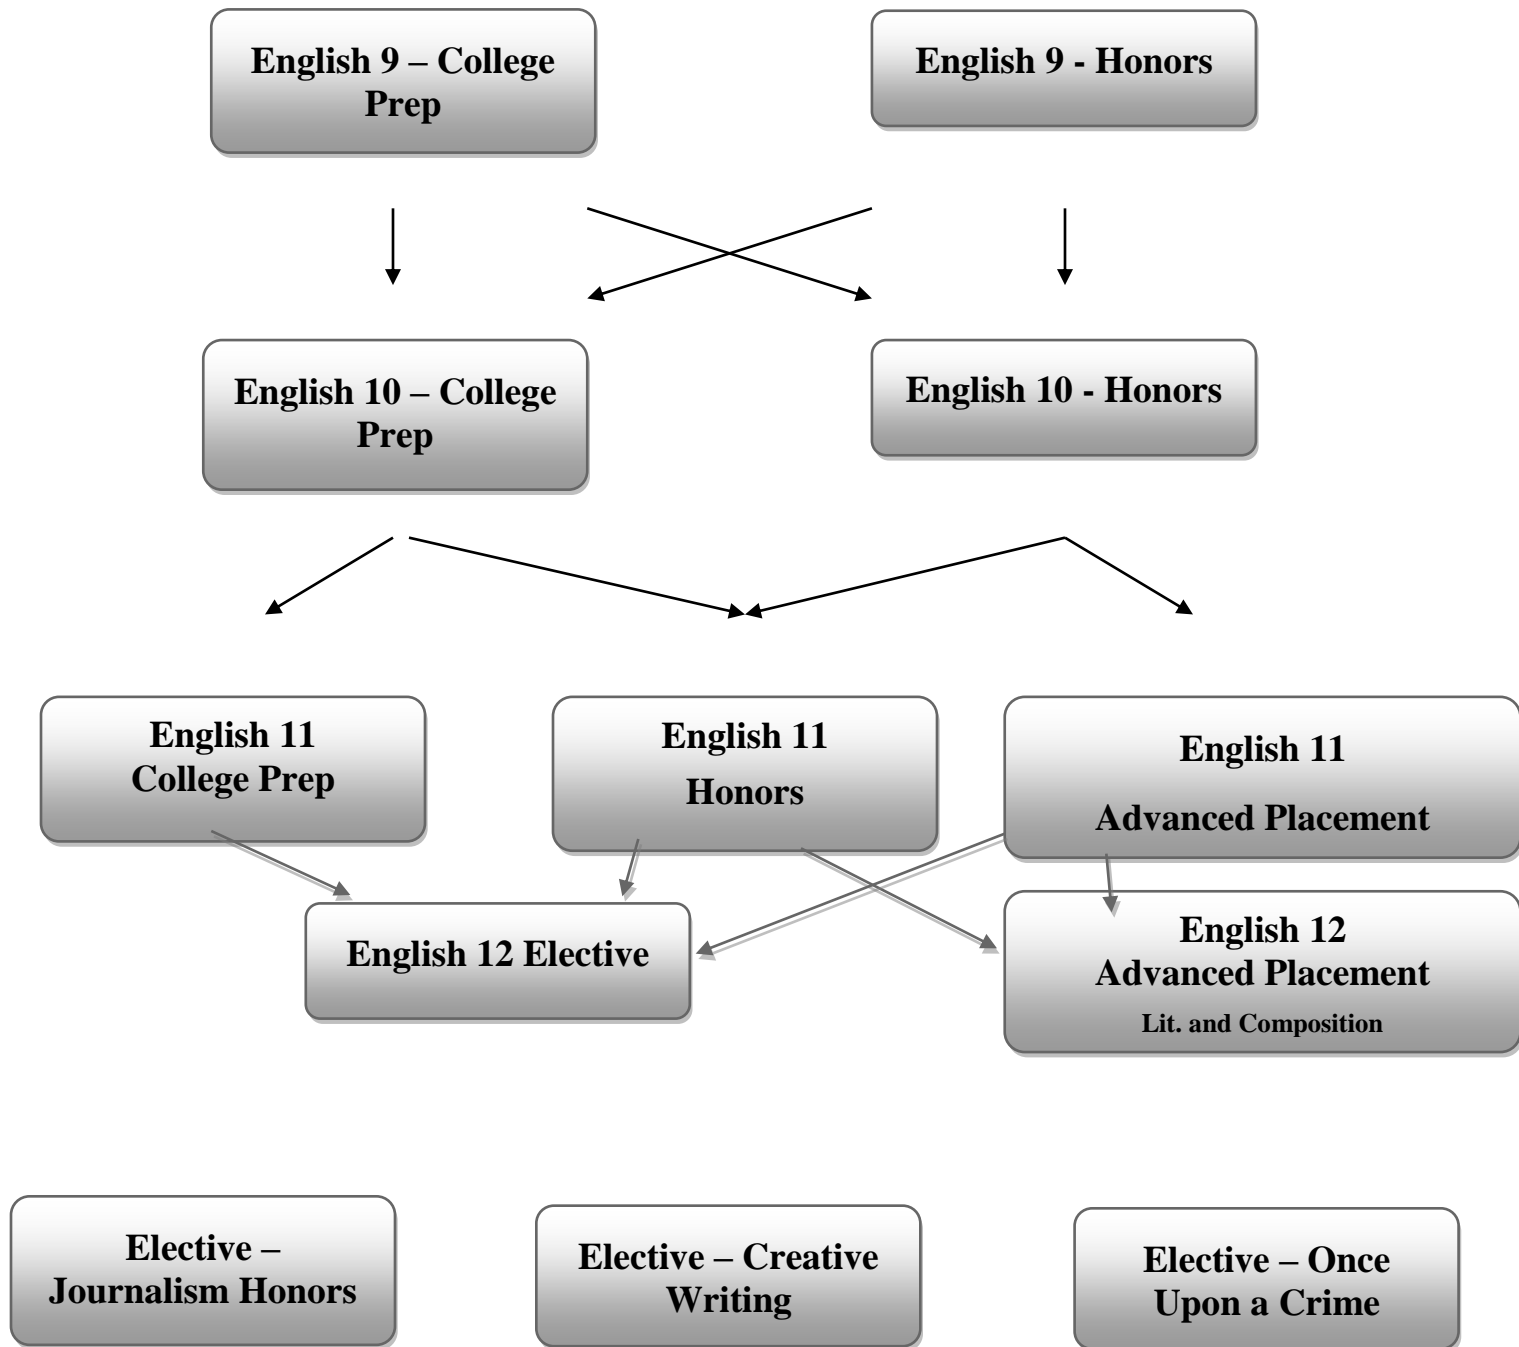 English 9 – College
Prep
English 9 - Honors
English 10 – College
Prep
English 10 - Honors
English 11
College Prep
English 11
Honors
English 11
Advanced Placement
English 12 Elective
English 12
Advanced Placement
Lit. and Composition
Elective –
Journalism Honors
Elective – Creative
Writing
Elective – Once
Upon a Crime